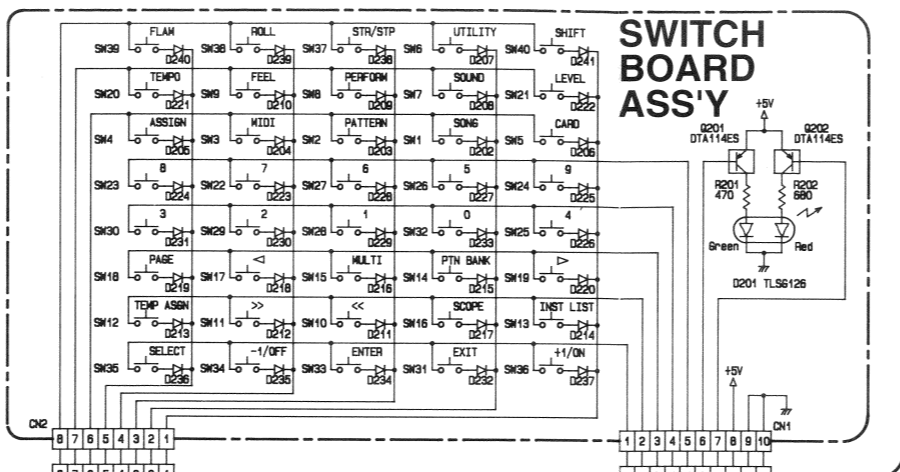 SWITCH
BOARD
ASS'Y
FLAM ROLL STR/STP UTILITY SHIFT
SW39 D240 SW38 D239 SW37 D238 SW6 D207 SW40 D241
TEMPO FEEL PERFORM SOUND LEVEL
SW20 D221 SW9 D210 SW8 D209 SW7 D208 SW21 D222
ASSIGN MIDI PATTERN SONG CARD
SW4 D205 SW3 D204 SW2 D203 SW1 D202 SW5 D206
8 7 6 5 9
SW23 D224 SW22 D223 SW27 D228 SW26 D227 SW24 D225
3 2 1 0 4
SW30 D231 SW29 D230 SW28 D229 SW32 D233 SW25 D226
PAGE ◁ MULTI PTN BANK ▷
SW18 D219 SW17 D218 SW15 D216 SW14 D215 SW19 D220
TEMP ASGN >> << SCOPE INST LIST
SW12 D213 SW11 D212 SW10 D211 SW16 D217 SW13 D214
SELECT -1/OFF ENTER EXIT +1/ON
SW35 D236 SW34 D235 SW33 D234 SW31 D232 SW36 D237
+5V
Q201 Q202
DTA114ES DTA114ES
R201 R202
470 680
Green Red
D201 TLSG126
+5V
CN2 CN1
8 7 6 5 4 3 2 1
1 2 3 4 5 6 7 8 9 10